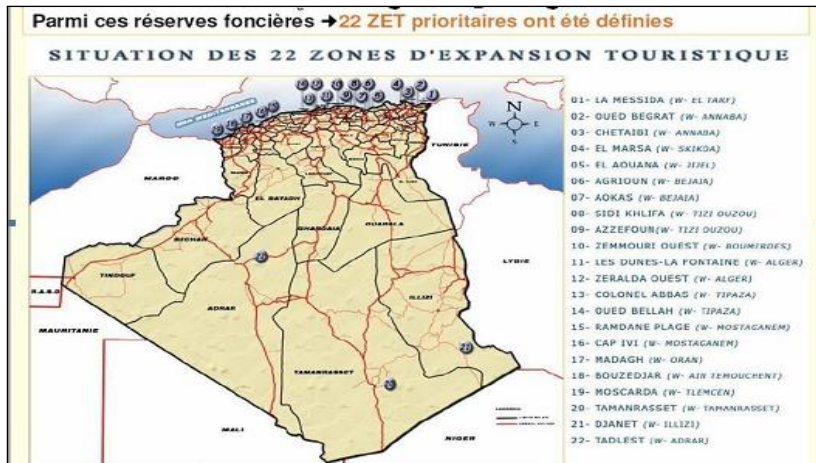 Parmi ces réserves foncières ➔22 ZET prioritaires ont été définies
SITUATION DES 22 ZONES D'EXPANSION TOURISTIQUE
01- LA MESSIDA (W- EL TARF)
02- OUED BEGRAT (W- ANNABA)
03- CHETAIBI (W- ANNABA)
04- EL MARSA (W- SKIKDA)
05- EL AOUANA (W- JIJEL)
06- AGRIOUN (W- BEJAIA)
07- AOKAS (W- BEJAIA)
08- SIDI KHLIFA (W- TIZI OUZOU)
09- AZZEFOUN(W- TIZI OUZOU)
10- ZEMMOURI OUEST (W- BOUMERDES)
11- LES DUNES-LA FONTAINE (W- ALGER)
12- ZERALDA OUEST (W- ALGER)
13- COLONEL ABBAS (W- TIPAZA)
14- OUED BELLAH (W- TIPAZA)
15- RAMDANE PLAGE (W- MOSTAGANEM)
16- CAP IVI (W- MOSTAGANEM)
17- MADAGH (W- ORAN)
18- BOUZEDJAR (W- AIN TEMOUCHENT)
19- MOSCARDA (W- TLEMCEN)
20- TAMANRASSET (W- TAMANRASSET)
21- DJANET (W- ILLIZI)
22- TADLEST (W- ADRAR)
MER MEDITERRANEE
N
W
E
S
TUNISIE
MAROC
EL BAYADH
GHARDAIA
OUARGLA
BECHAR
TINDOUF
LYBIE
R.A.S.D
ADRAR
ILLIZI
MAURITANIE
TAMANRASSET
MALI
NIGER